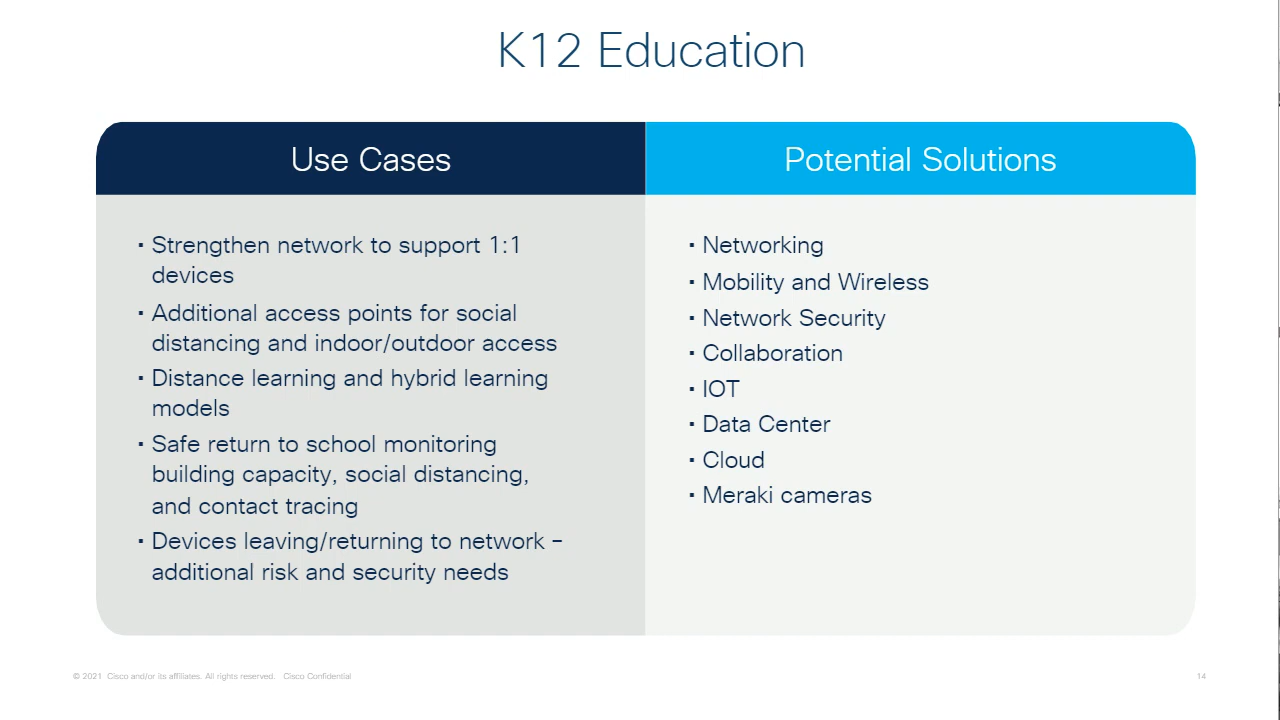 K12 Education
Use Cases
▪ Strengthen network to support 1:1
devices
▪ Additional access points for social
distancing and indoor/outdoor access
▪ Distance learning and hybrid learning
models
▪ Safe return to school monitoring
building capacity, social distancing,
and contact tracing
▪ Devices leaving/returning to network –
additional risk and security needs
Potential Solutions
▪ Networking
▪ Mobility and Wireless
▪ Network Security
▪ Collaboration
▪ IOT
▪ Data Center
▪ Cloud
▪ Meraki cameras
© 2021 Cisco and/or its affiliates. All rights reserved. Cisco Confidential
14